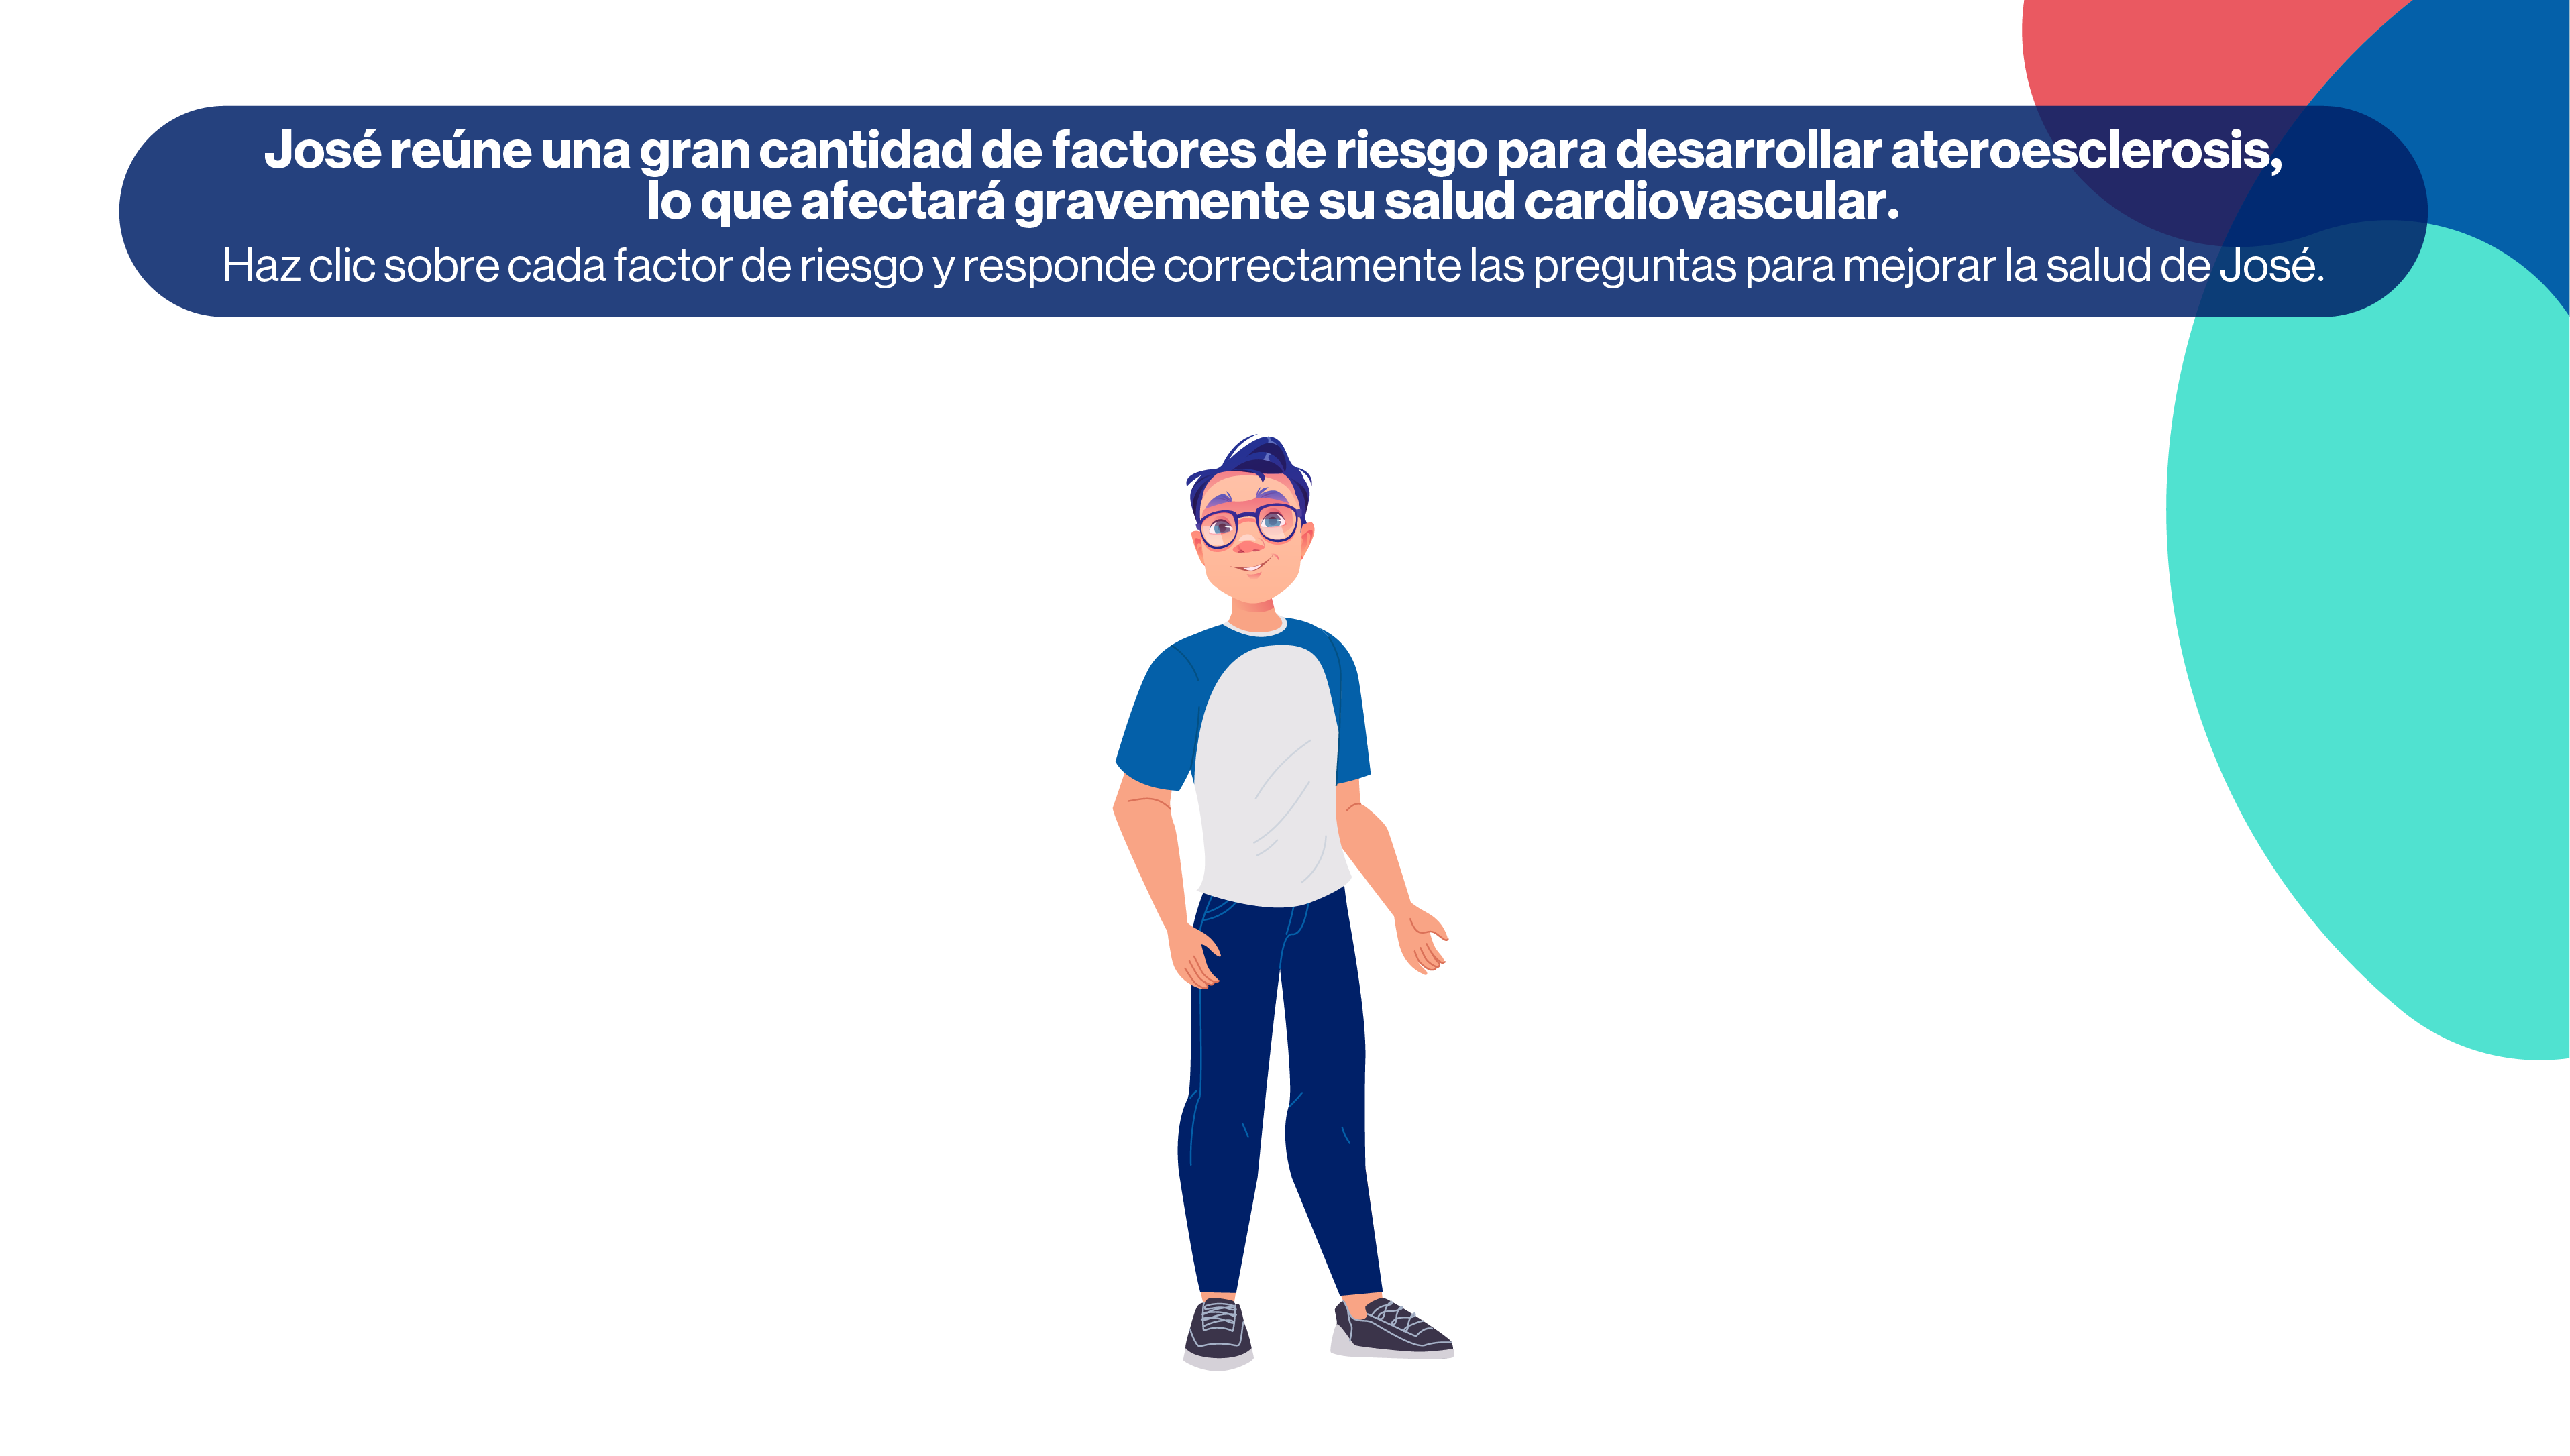 José reúne una gran cantidad de factores de riesgo para desarrollar ateroesclerosis,
lo que afectará gravemente su salud cardiovascular.
Haz clic sobre cada factor de riesgo y responde correctamente las preguntas para mejorar la salud de José.